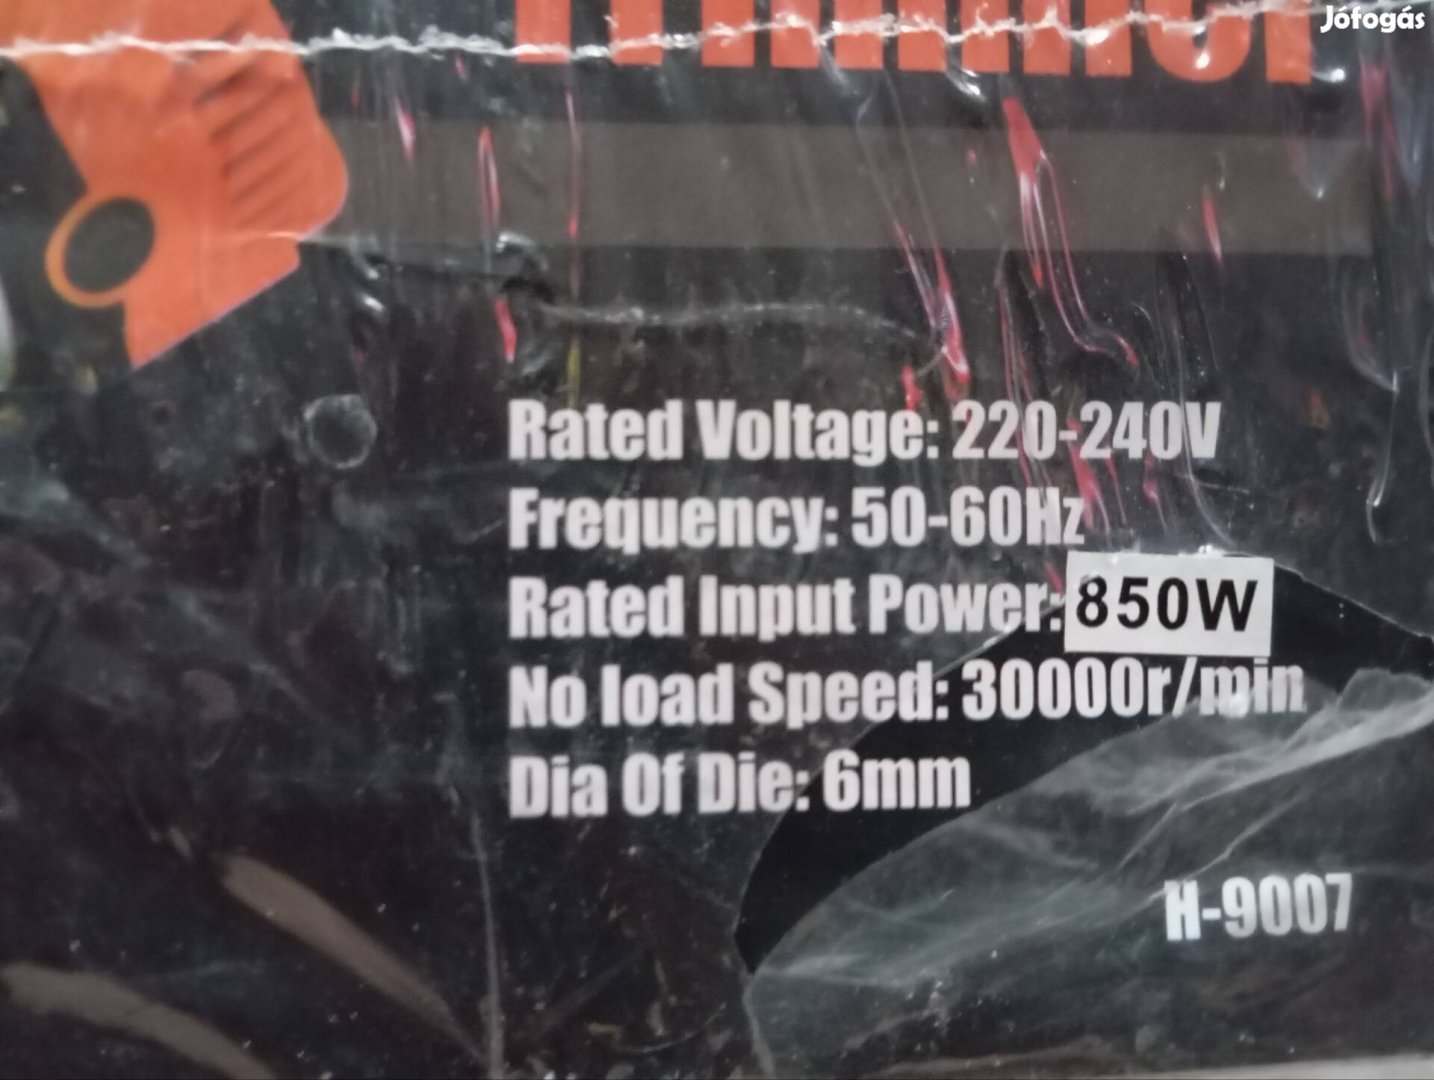 Jófogás
Trimmer
Rated Voltage: 220-240V
Frequency: 50-60Hz
Rated Input Power: 850W
No load Speed: 30000r/min
Dia Of Die: 6mm
H-9007